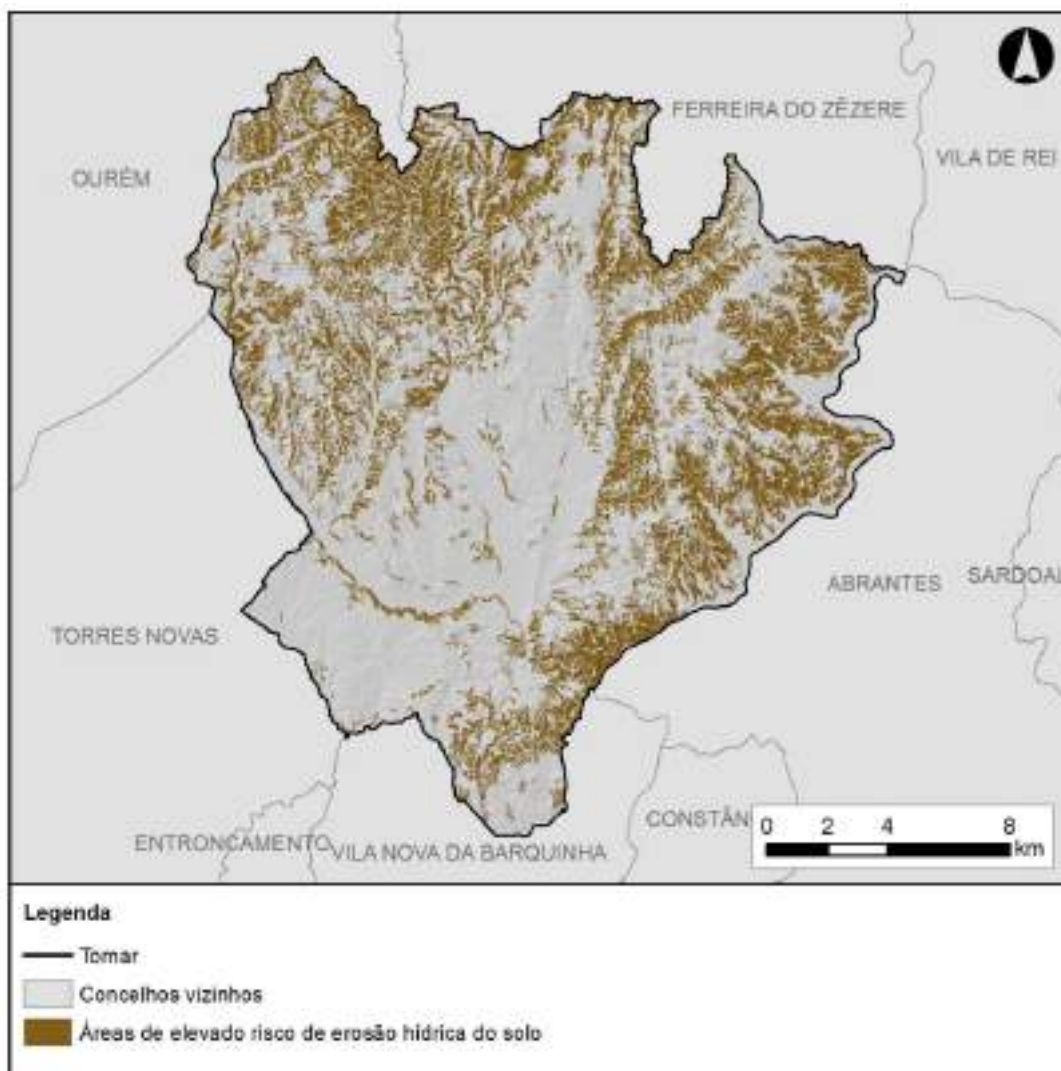 FERREIRA DO ZÊZERE
VILA DE REI
OURÉM
ABRANTES
SARDOAL
TORRES NOVAS
CONSTÂN
ENTRONCAMENTO
VILA NOVA DA BARQUINHA
0 2 4 8
km
Legenda
Tomar
Concelhos vizinhos
Áreas de elevado risco de erosão hídrica do solo